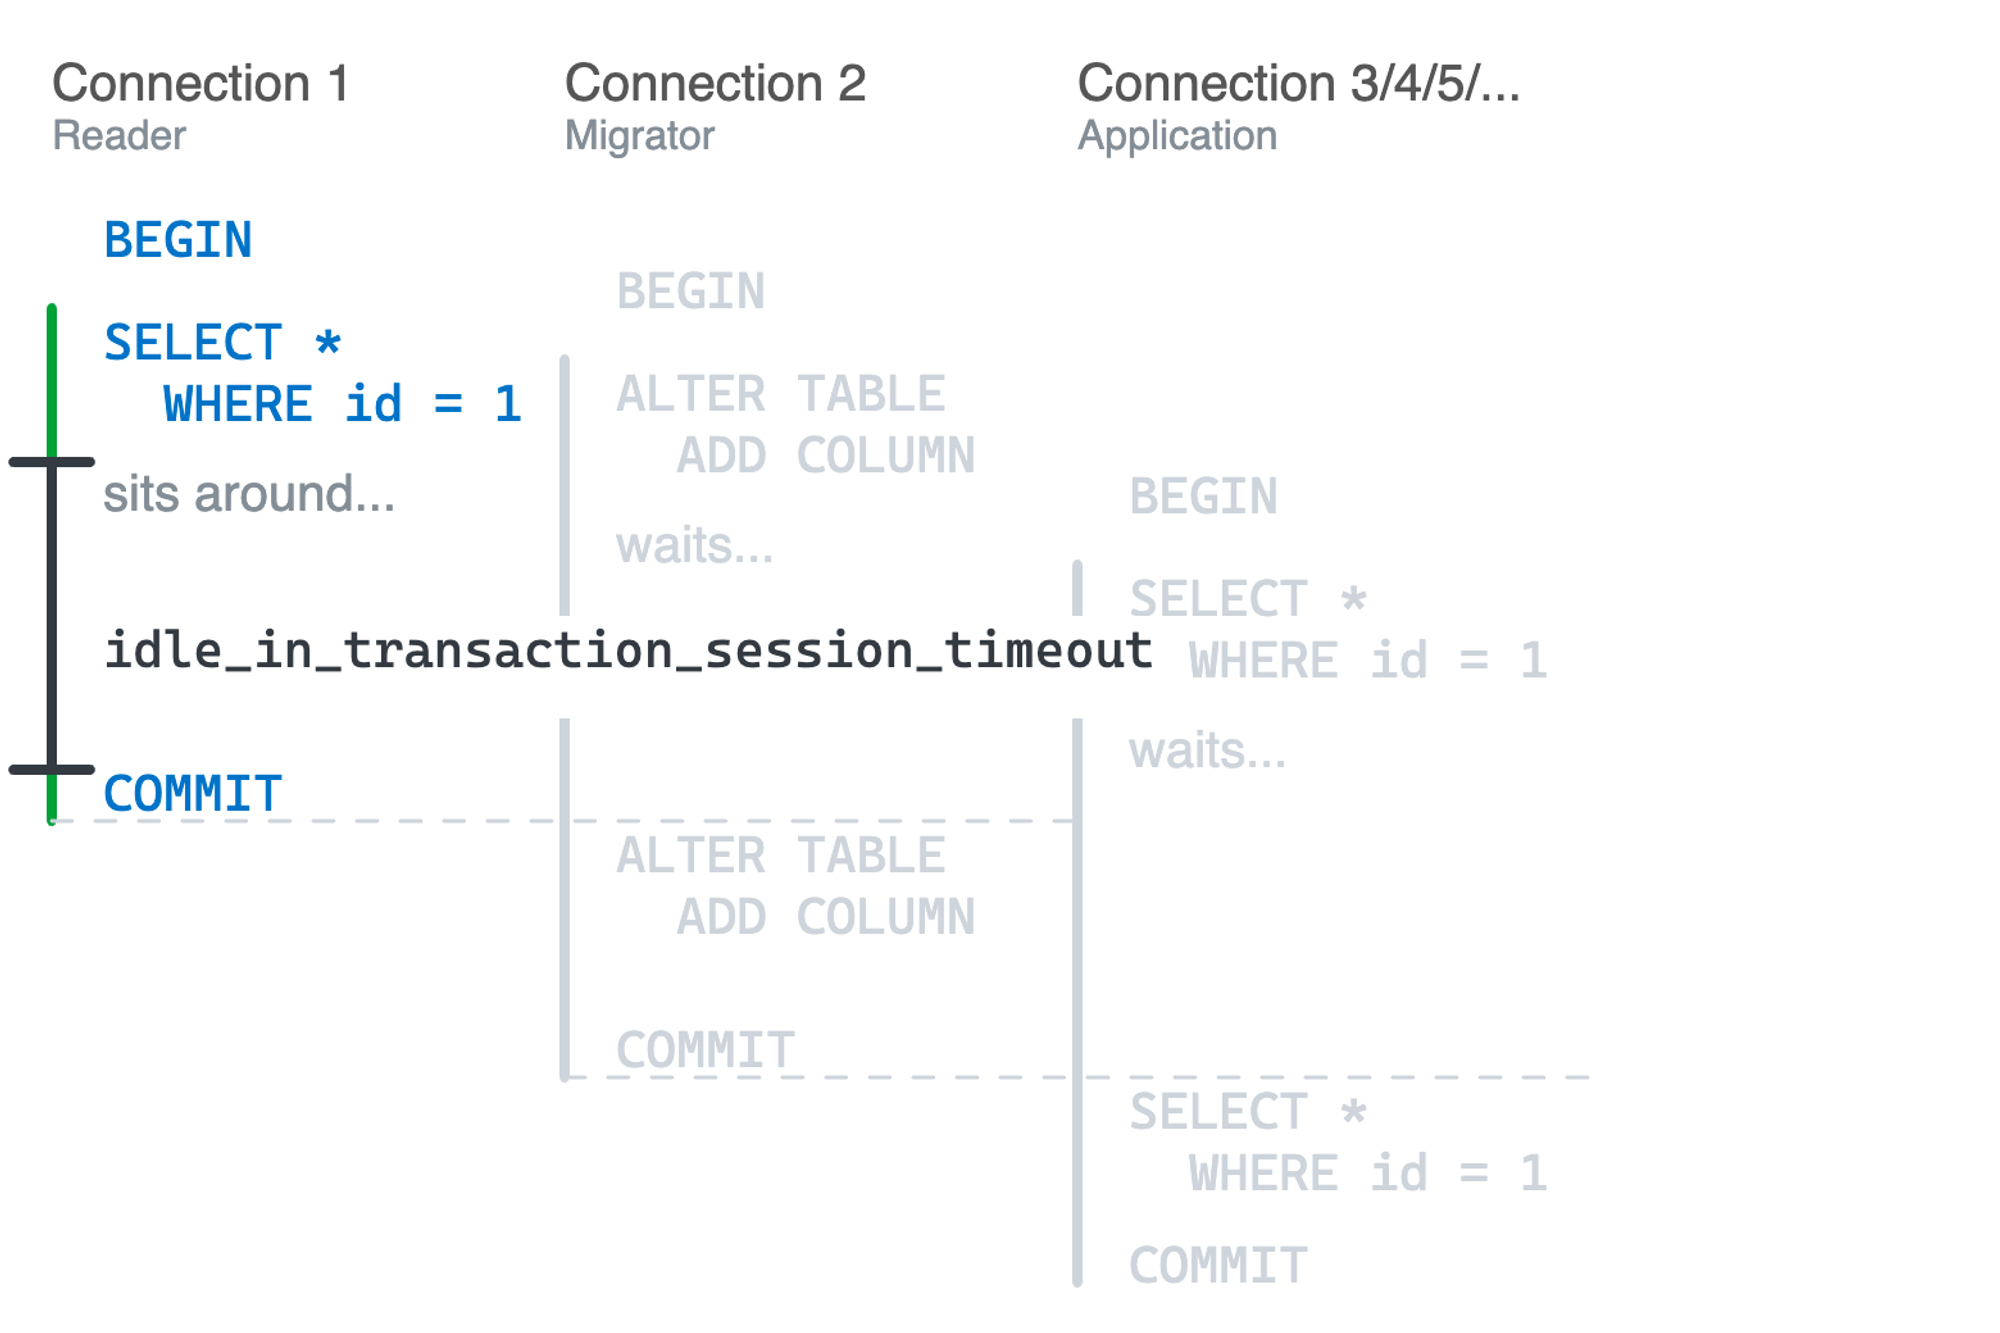 Connection 1
Reader
BEGIN
SELECT *
WHERE id = 1
sits around...
idle_in_transaction_session_timeout
COMMIT
Connection 2
Migrator
BEGIN
ALTER TABLE
ADD COLUMN
waits...
ALTER TABLE
ADD COLUMN
COMMIT
Connection 3/4/5/...
Application
BEGIN
SELECT *
WHERE id = 1
waits...
SELECT *
WHERE id = 1
COMMIT